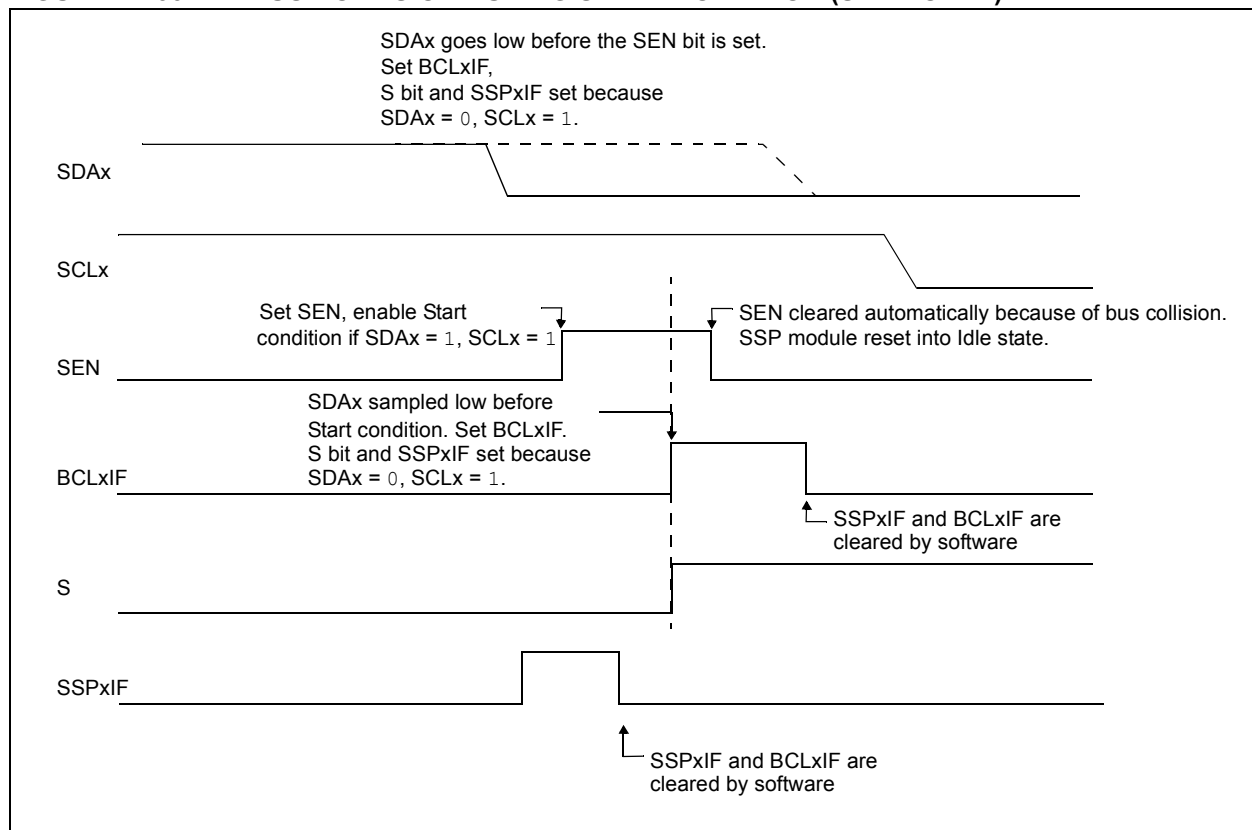 SDAx goes low before the SEN bit is set.
Set BCLxIF,
S bit and SSPxIF set because
SDAx = 0, SCLx = 1.
SDAx
SCLx
Set SEN, enable Start
condition if SDAx = 1, SCLx = 1
SEN cleared automatically because of bus collision.
SSP module reset into Idle state.
SEN
SDAx sampled low before
Start condition. Set BCLxIF.
S bit and SSPxIF set because
SDAx = 0, SCLx = 1.
BCLxIF
SSPxIF and BCLxIF are
cleared by software
S
SSPxIF
SSPxIF and BCLxIF are
cleared by software